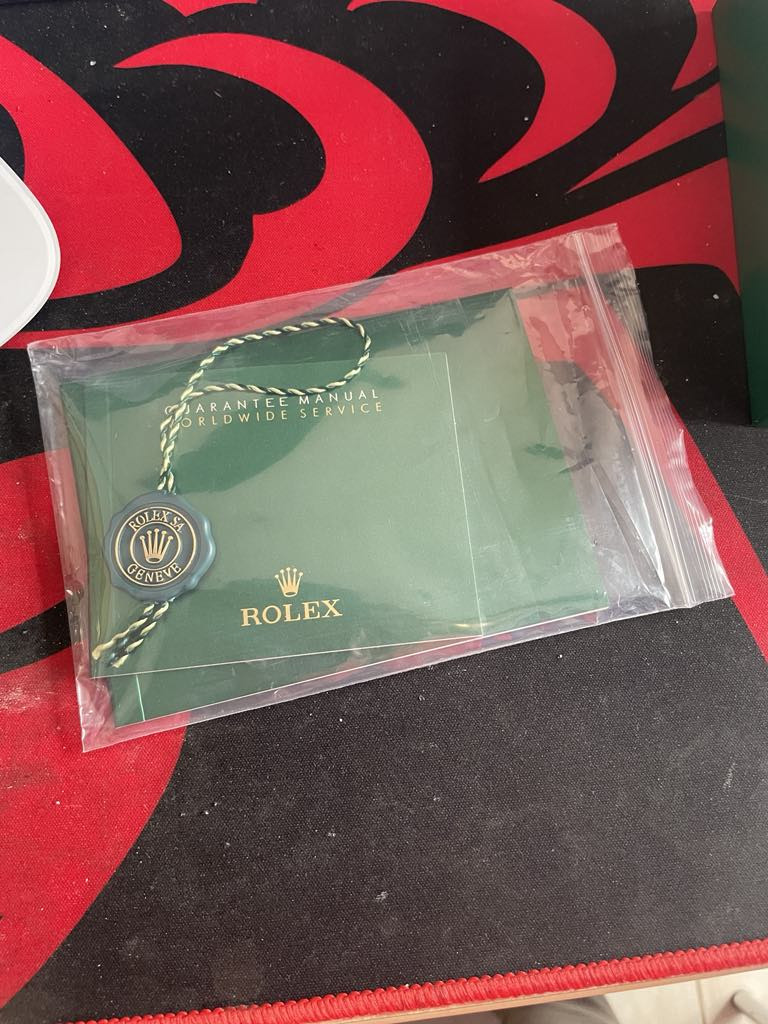 GUARANTEE MANUAL
WORLDWIDE SERVICE
ROLEX SA
GENEVE
ROLEX